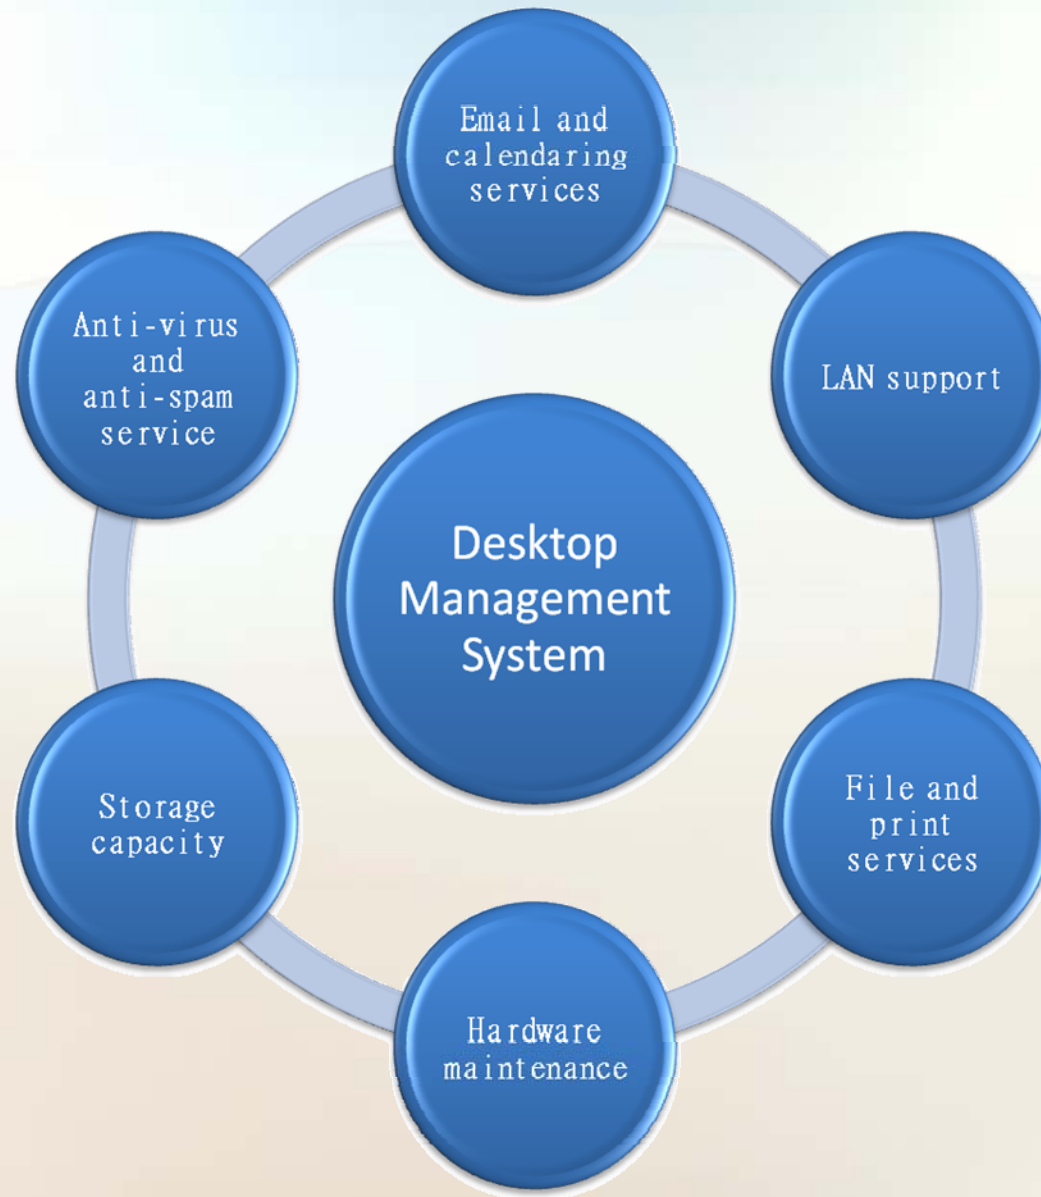 Email and
calendaring
services
Anti-virus
and
anti-spam
service
LAN support
Desktop
Management
System
Storage
capacity
File and
print
services
Hardware
maintenance